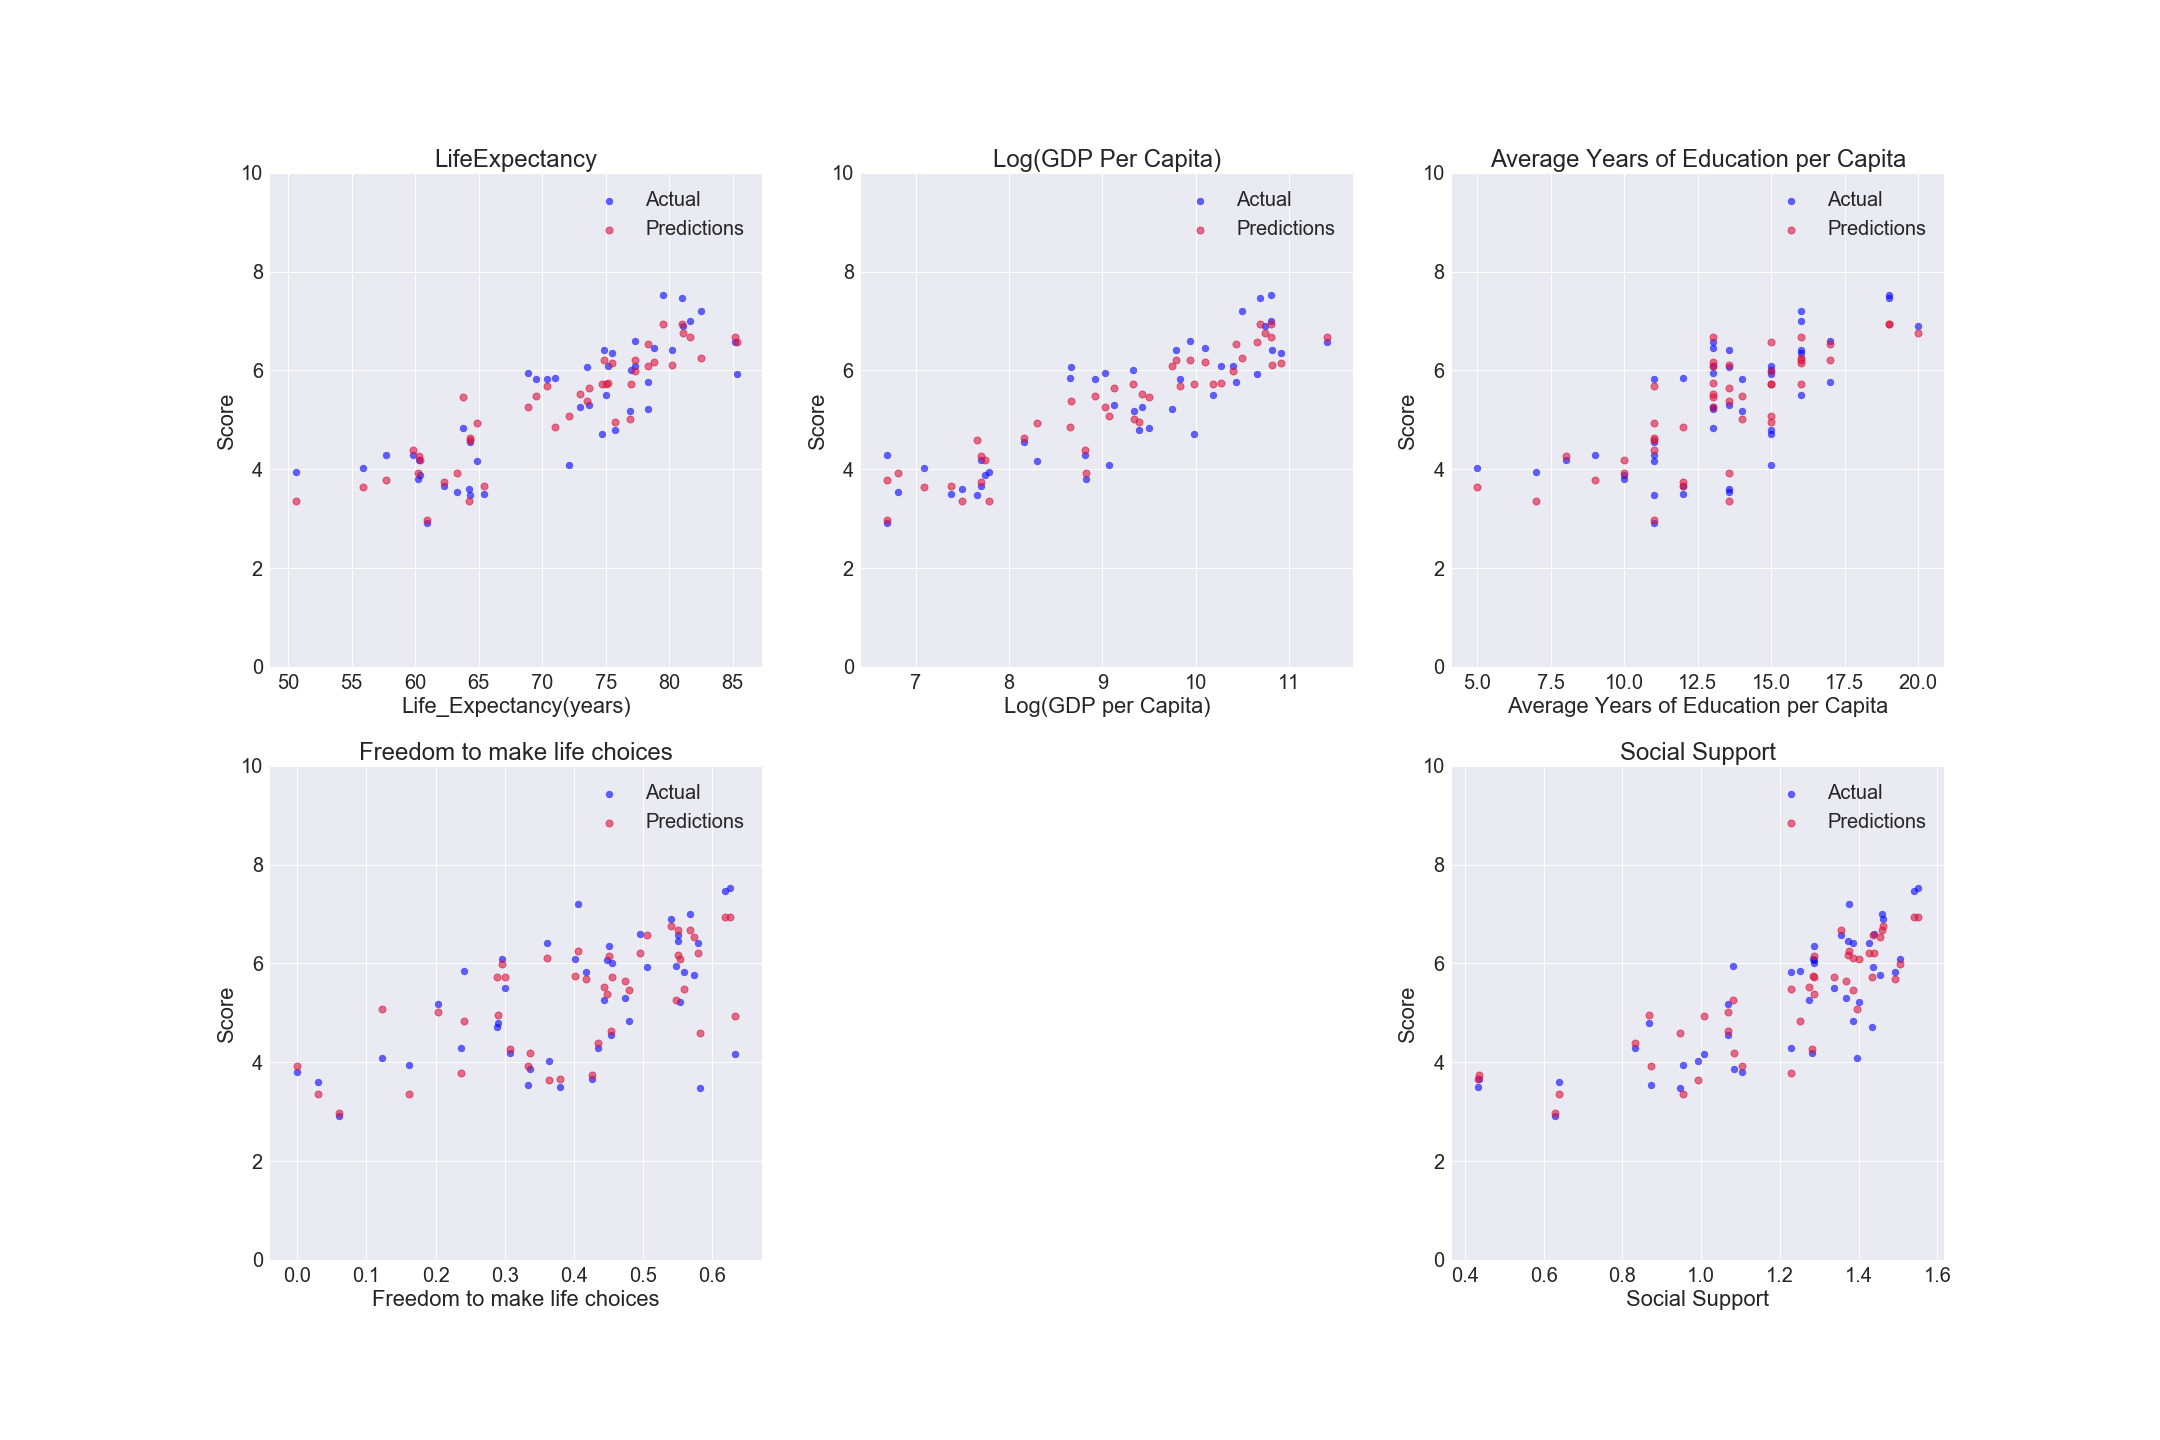 LifeExpectancy
10
8
6
4
2
0
Score
Actual
Predictions
50 55 60 65 70 75 80 85
Life_Expectancy(years)
Log(GDP Per Capita)
10
8
6
4
2
0
Score
Actual
Predictions
7 8 9 10 11
Log(GDP per Capita)
Average Years of Education per Capita
10
8
6
4
2
0
Score
Actual
Predictions
5.0 7.5 10.0 12.5 15.0 17.5 20.0
Average Years of Education per Capita
Freedom to make life choices
10
8
6
4
2
0
Score
Actual
Predictions
0.0 0.1 0.2 0.3 0.4 0.5 0.6
Freedom to make life choices
Social Support
10
8
6
4
2
0
Score
Actual
Predictions
0.4 0.6 0.8 1.0 1.2 1.4 1.6
Social Support